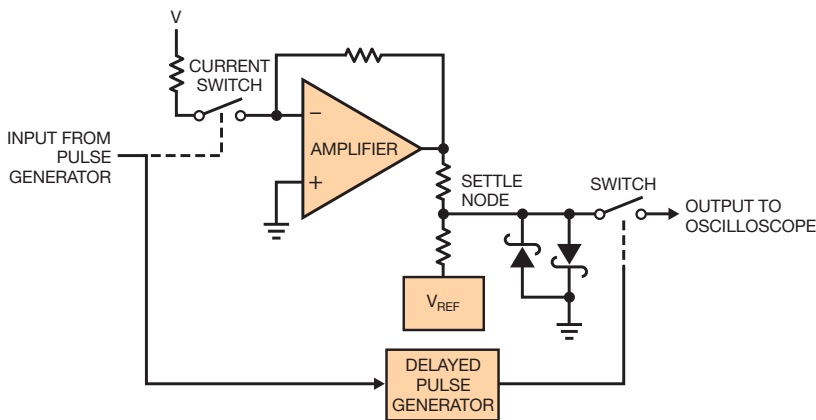 V
CURRENT
SWITCH
INPUT FROM
PULSE
GENERATOR
−
AMPLIFIER
+
SETTLE
NODE
SWITCH
OUTPUT TO
OSCILLOSCOPE
VREF
DELAYED
PULSE
GENERATOR